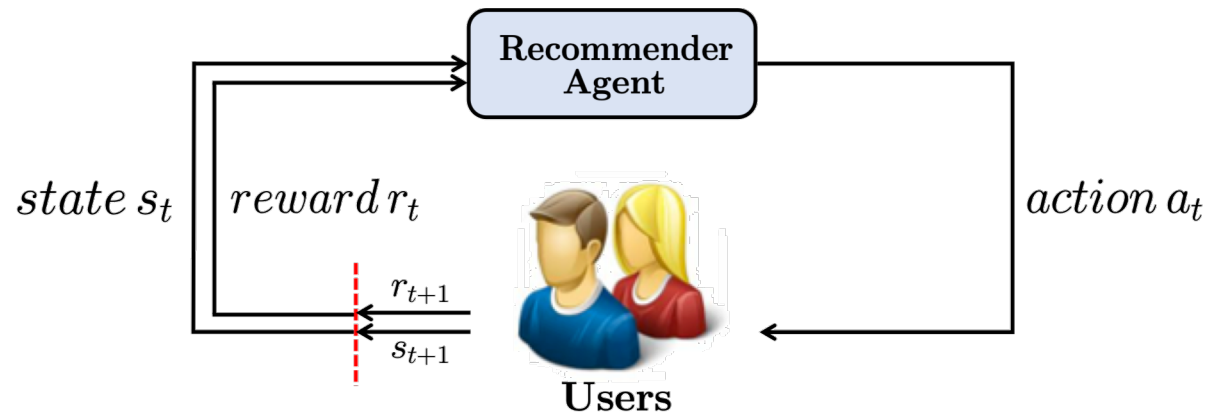 Recommender
Agent
state s_t
reward r_t
action a_t
r_{t+1}
s_{t+1}
Users